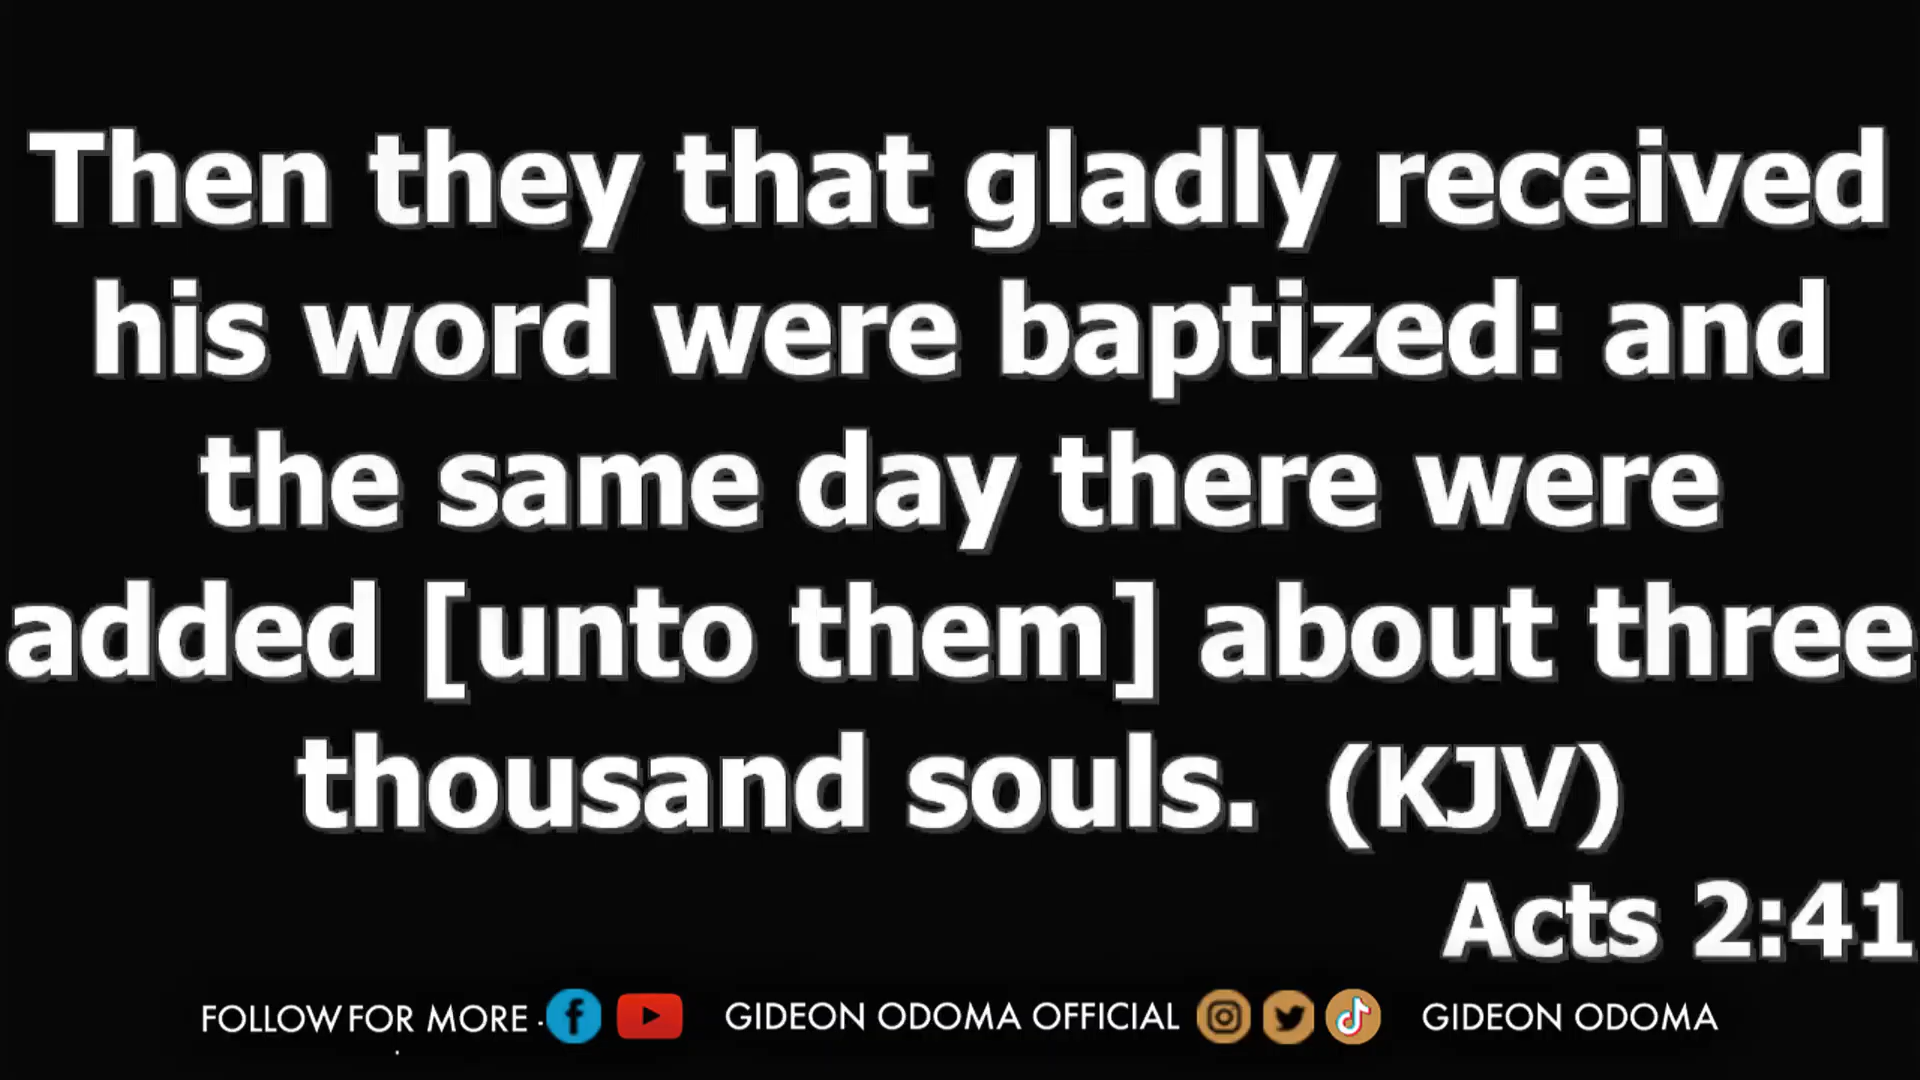 Then they that gladly received
his word were baptized: and
the same day there were
added [unto them] about three
thousand souls. (KJV)
Acts 2:41
FOLLOW FOR MORE - GIDEON ODOMA OFFICIAL GIDEON ODOMA